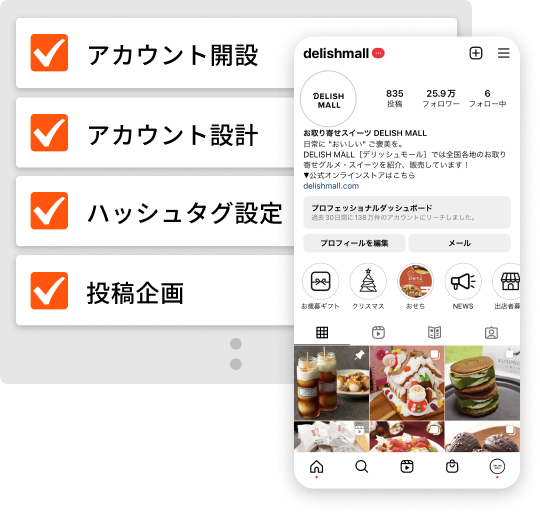 アカウント開設
アカウント設計
ハッシュタグ設定
投稿企画
delishmall
DELISH
MALL
835
投稿
25.9万
フォロワー
6
フォロー中
お取り寄せスイーツ DELISH MALL
日常に "おいしい" ご褒美を。
DELISH MALL［デリッシュモール］では全国各地のお取り
寄せグルメ・スイーツを紹介、販売しています！
▼公式オンラインストアはこちら
delishmall.com
プロフェッショナルダッシュボード
過去30日間に138万件のアカウントにリーチしました。
プロフィールを編集
メール
お歳暮ギフト
クリスマス
おせち
NEWS
出店者募